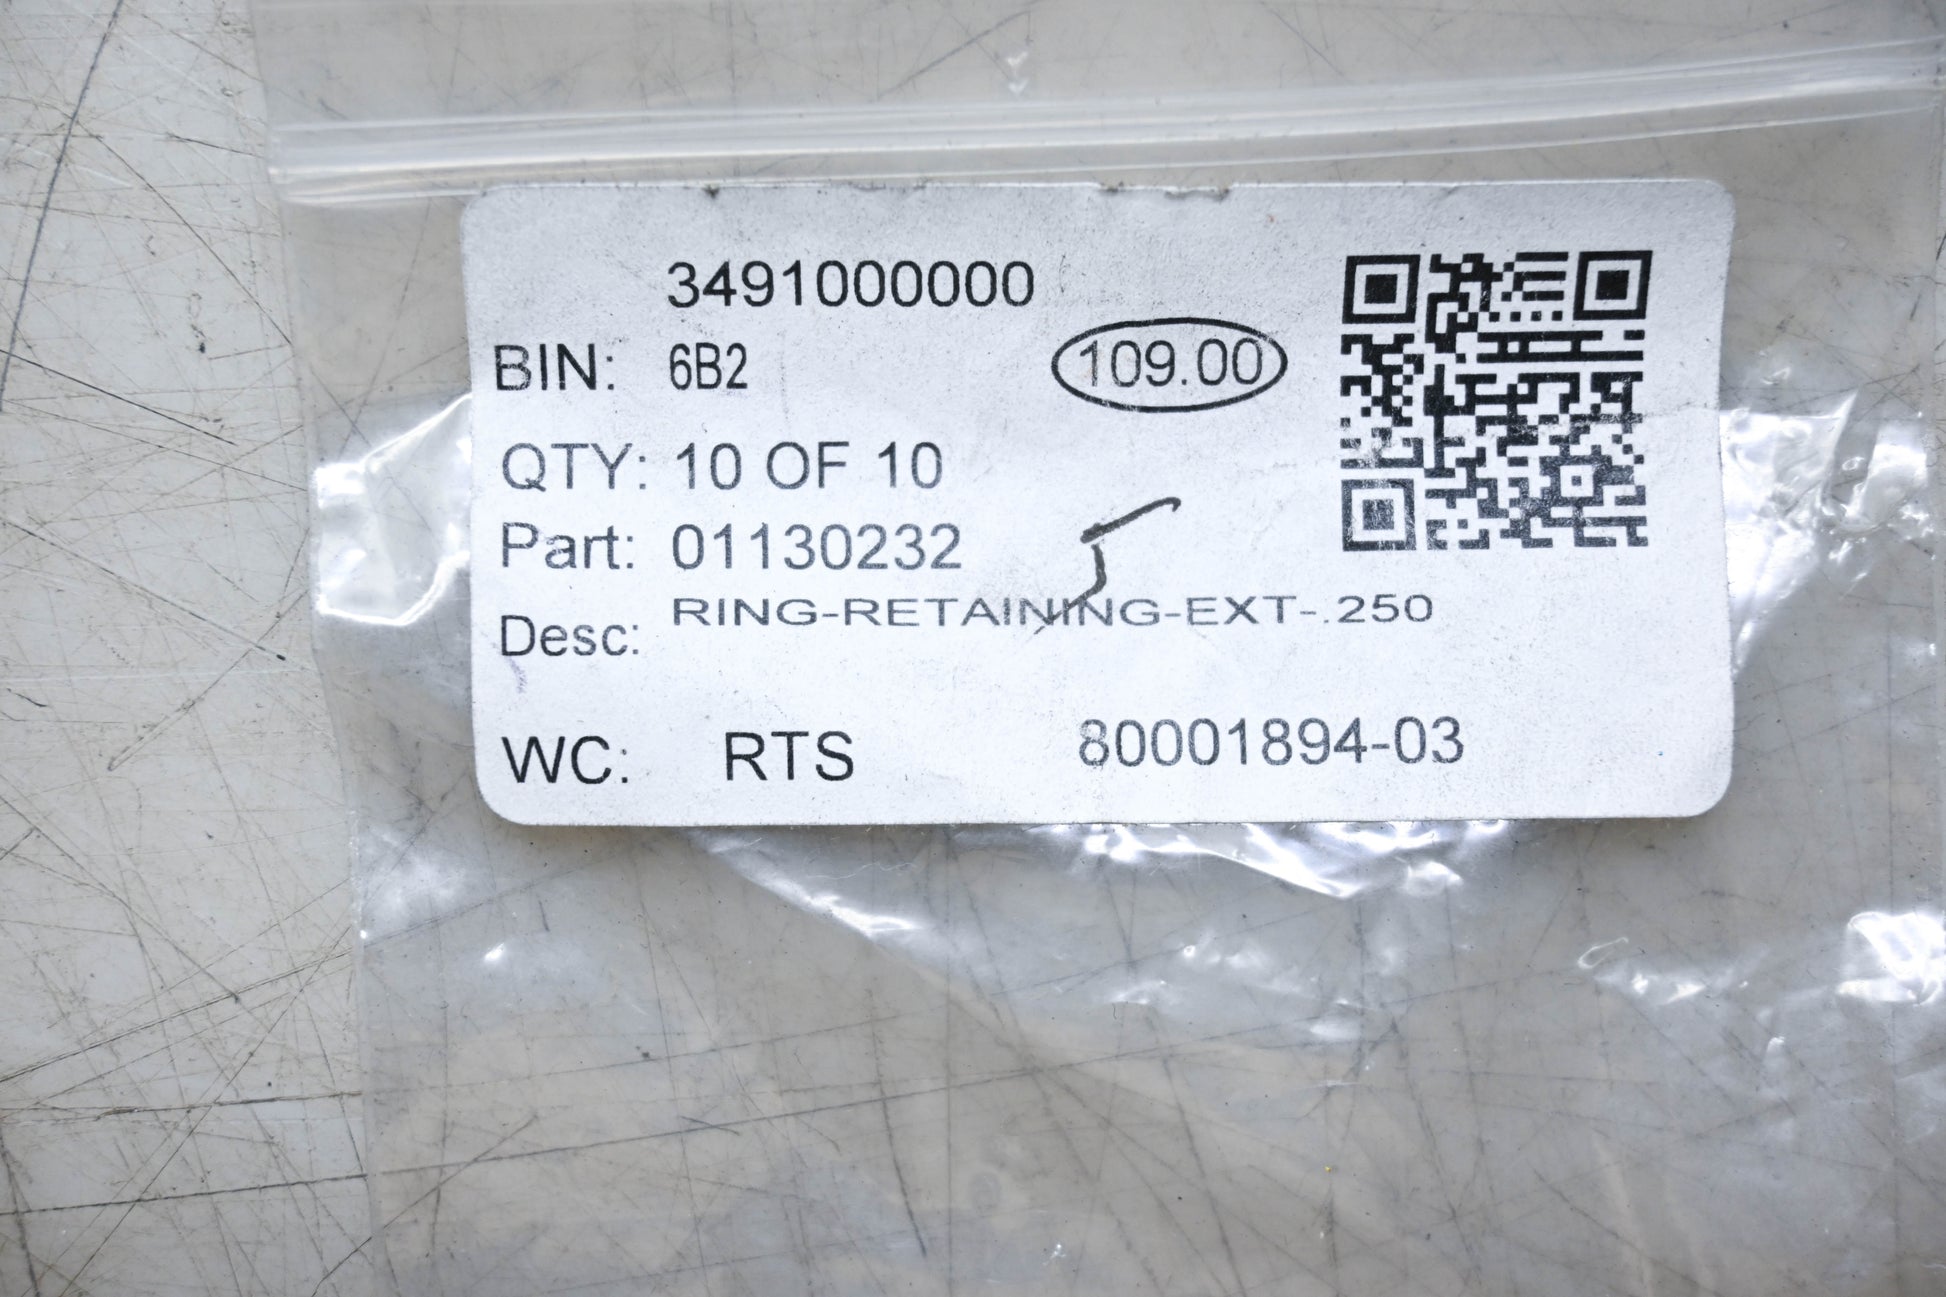 3491000000
BIN: 6B2 109.00
QTY: 10 OF 10
Part: 01130232
5
Desc: RING-RETAINING-EXT-.250
WC: RTS 80001894-03